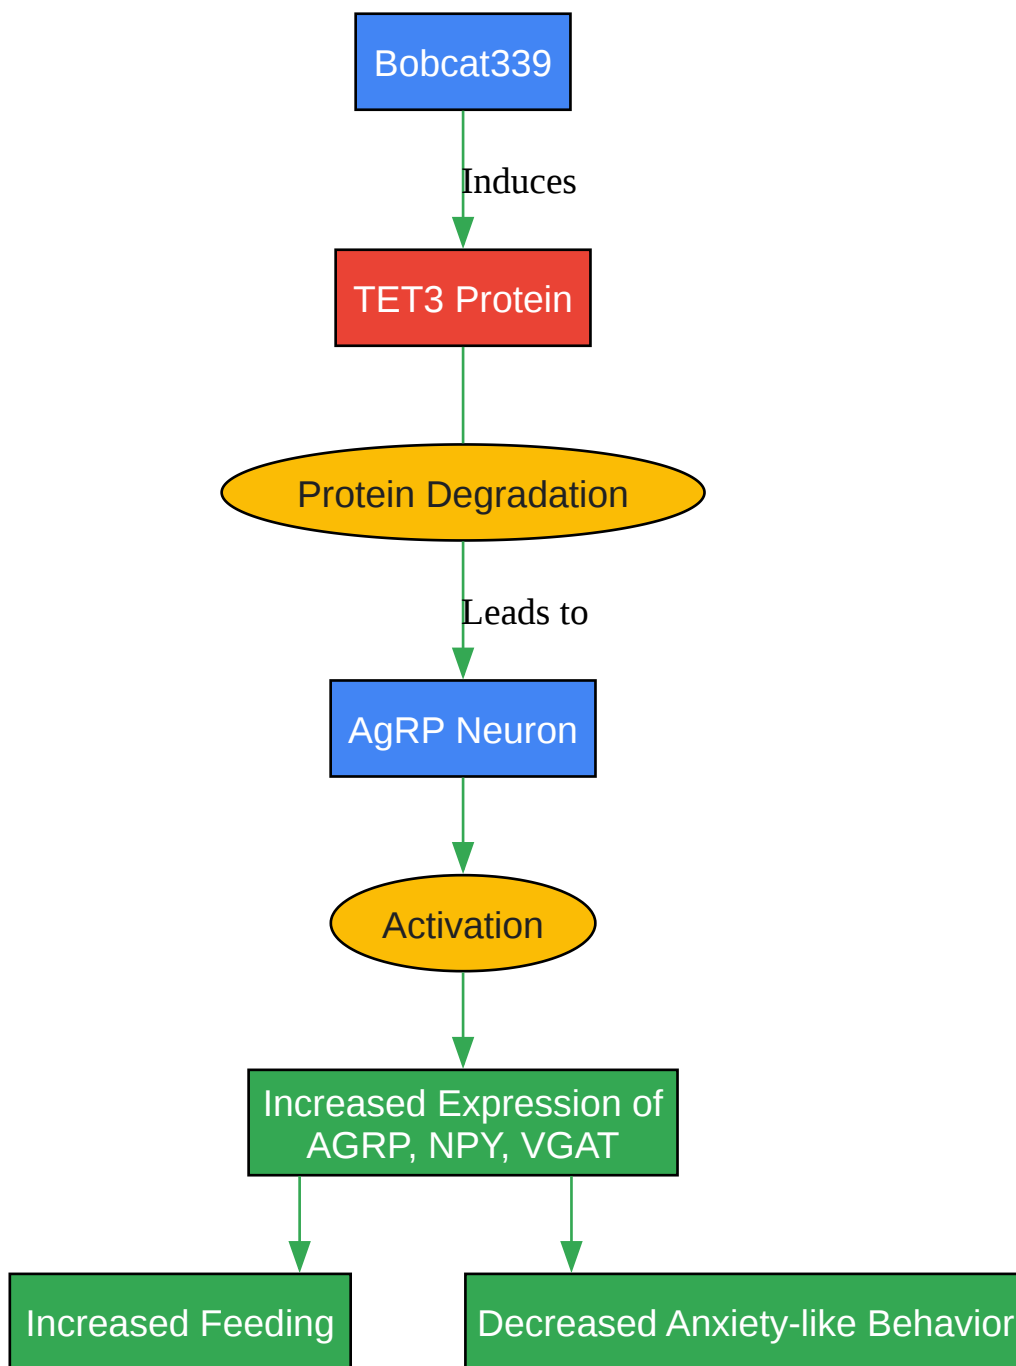 Bobcat339
Induces
TET3 Protein
Protein Degradation
Leads to
AgRP Neuron
Activation
Increased Expression of
AGRP, NPY, VGAT
Increased Feeding
Decreased Anxiety-like Behavior